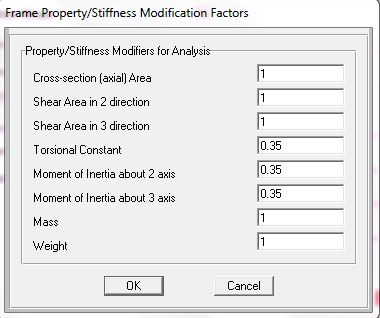 Frame Property/Stiffness Modification Factors
Property/Stiffness Modifiers for Analysis
Cross-section (axial) Area 1
Shear Area in 2 direction 1
Shear Area in 3 direction 1
Torsional Constant 0.35
Moment of Inertia about 2 axis 0.35
Moment of Inertia about 3 axis 0.35
Mass 1
Weight 1
OK Cancel